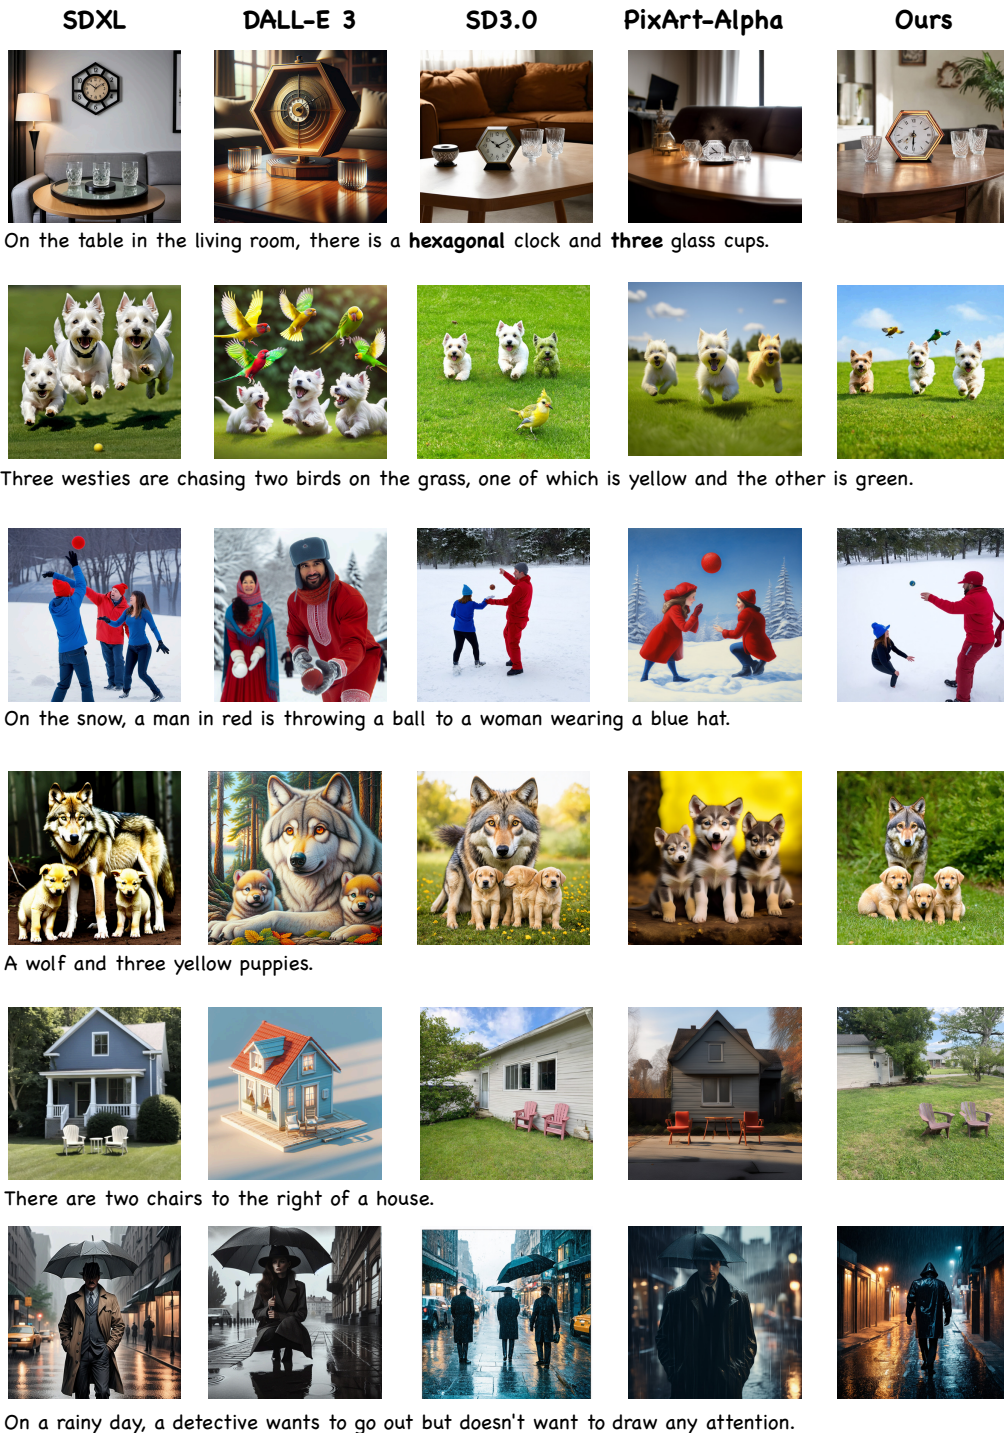 SDXL DALL-E 3 SD3.0 PixArt-Alpha Ours
On the table in the living room, there is a hexagonal clock and three glass cups.
Three westies are chasing two birds on the grass, one of which is yellow and the other is green.
On the snow, a man in red is throwing a ball to a woman wearing a blue hat.
A wolf and three yellow puppies.
There are two chairs to the right of a house.
On a rainy day, a detective wants to go out but doesn't want to draw any attention.